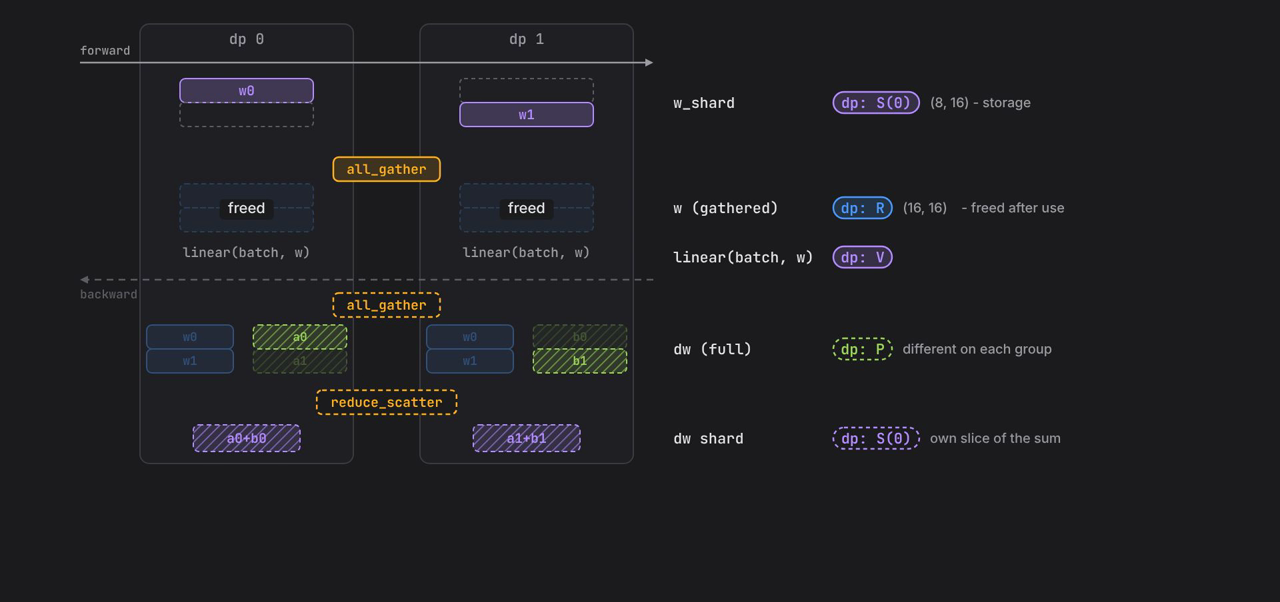 dp 0
dp 1
forward
w0
w1
w_shard
dp: S(0)
(8, 16) - storage
all_gather
freed
freed
w (gathered)
dp: R
(16, 16) - freed after use
linear(batch, w)
linear(batch, w)
linear(batch, w)
dp: V
backward
all_gather
w0
a0
w0
b0
w1
a1
w1
b1
dw (full)
dp: P
different on each group
reduce_scatter
a0+b0
a1+b1
dw shard
dp: S(0)
own slice of the sum